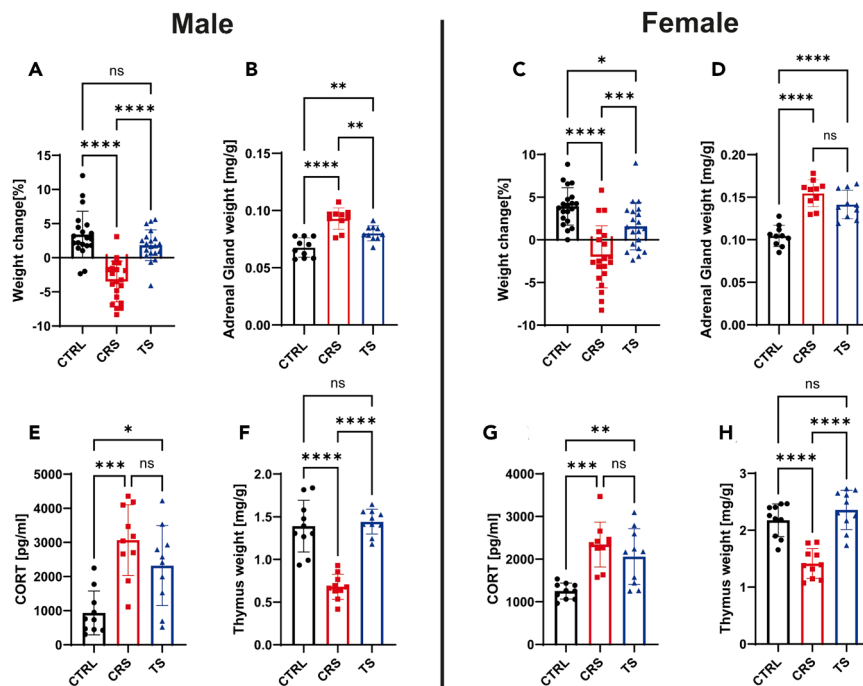 Male
Female
A
ns
****
****
Weight change[%]
15
10
5
0
-5
-10
CTRL
CRS
TS
B
**
**
****
Adrenal Gland weight [mg/g]
0.15
0.10
0.05
0.00
CTRL
CRS
TS
C
*
***
****
Weight change[%]
10
5
0
-5
-10
CTRL
CRS
TS
D
****
****
ns
Adrenal Gland weight [mg/g]
0.20
0.15
0.10
0.05
0.00
CTRL
CRS
TS
E
*
***
ns
CORT [pg/ml]
5000
4000
3000
2000
1000
0
CTRL
CRS
TS
F
ns
****
****
Thymus weight [mg/g]
2.0
1.5
1.0
0.5
0.0
CTRL
CRS
TS
G
**
***
ns
CORT [pg/ml]
4000
3000
2000
1000
0
CTRL
CRS
TS
H
ns
****
****
Thymus weight [mg/g]
3
2
1
0
CTRL
CRS
TS